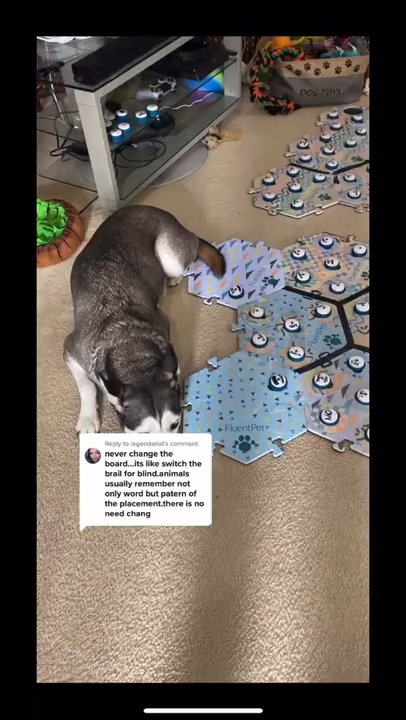 DOG TOYS
FluentPet
Reply to legendarial's comment
never change the
board...its like switch the
brail for blind.animals
usually remember not
only word but patern of
the placement.there is no
need chang